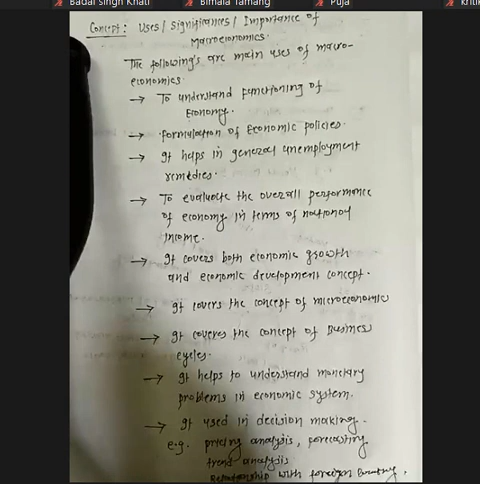 Badal Singh Khati Bimala Tamang Puja kriti
Concept: Uses/ Significances/ Importance of
Macroeconomics.
The following's are main uses of macro-
economics.
→ To understand functioning of
Economy.
→ Formulation of Economic policies.
→ It helps in general unemployment
remedies.
→ To evaluate the overall performance
of economy in terms of national
income.
→ It covers both economic growth
and economic development concept.
→ It covers the concept of microeconomic
→ It covers the concept of Business
cycles.
→ It helps to understand monetary
problems in economic system.
→ It used in decision making.
e.g. pricing analysis, forecasting
trend analysis
Relationship with foreign country.